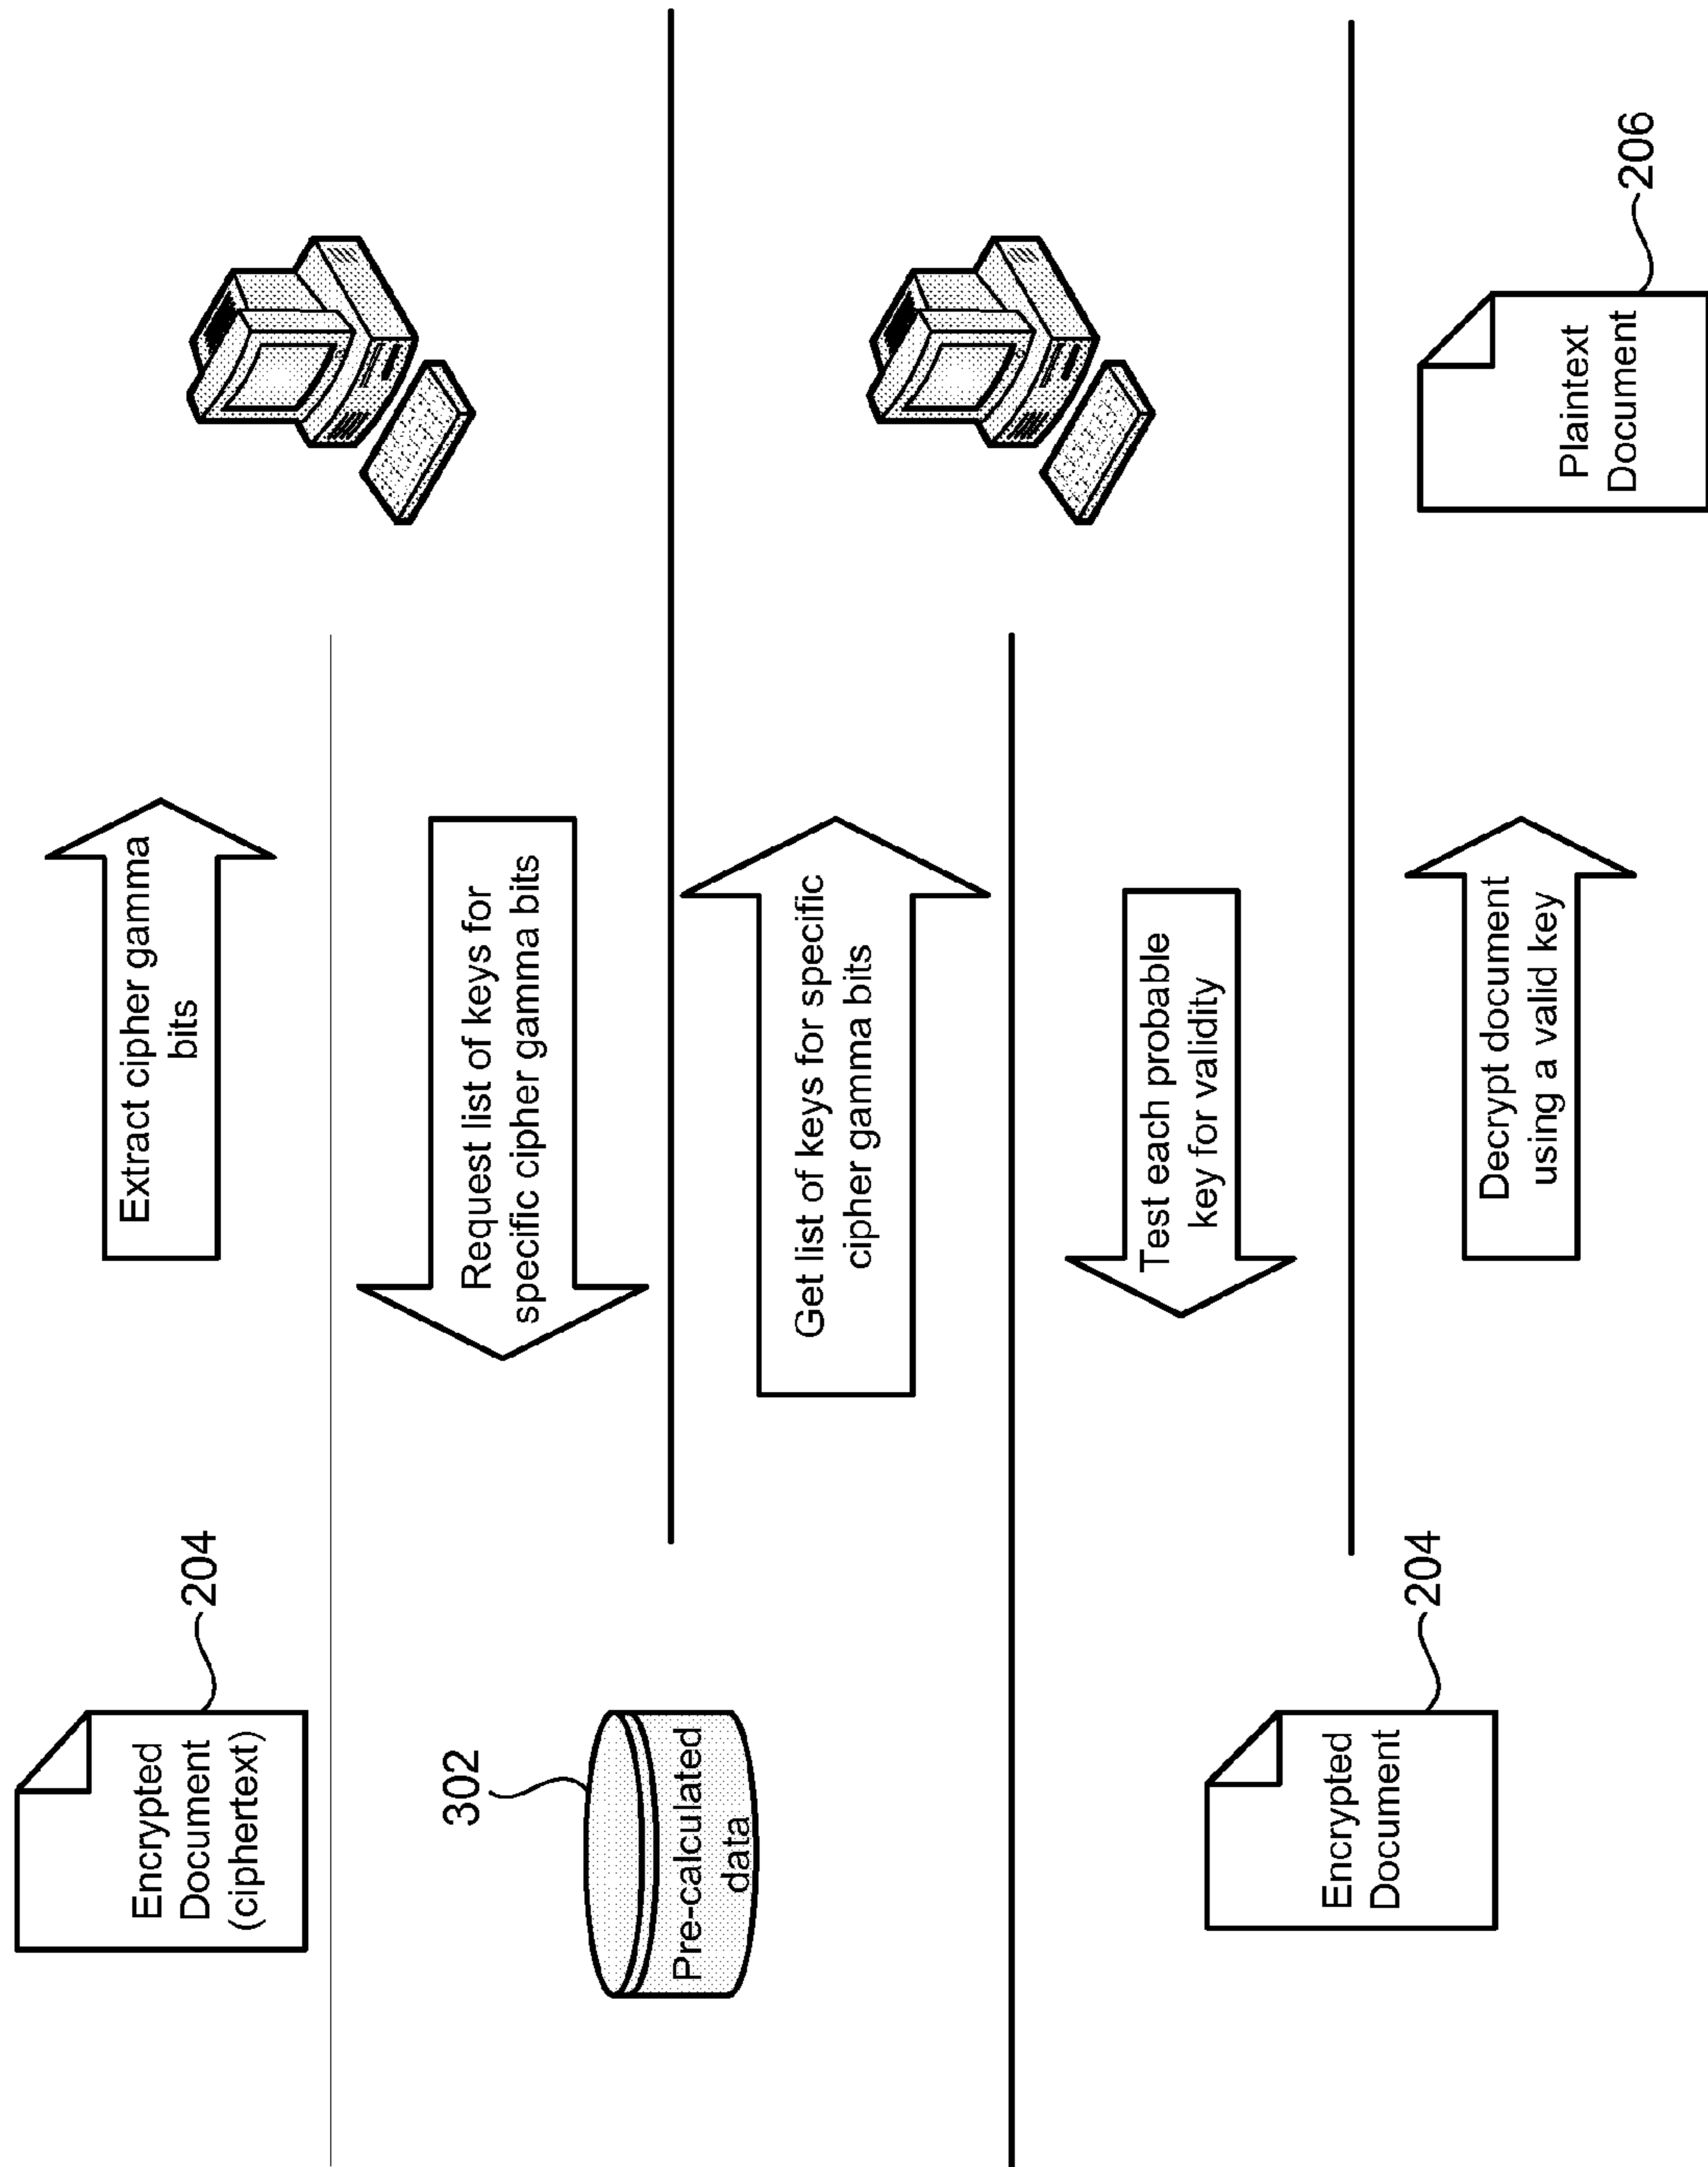 Encrypted
Document
(ciphertext)
204
Extract cipher gamma
bits
302
Pre-calculated
data
Request list of keys for
specific cipher gamma bits
Get list of keys for specific
cipher gamma bits
Encrypted
Document
204
Test each probable
key for validity
Decrypt document
using a valid key
Plaintext
Document
206